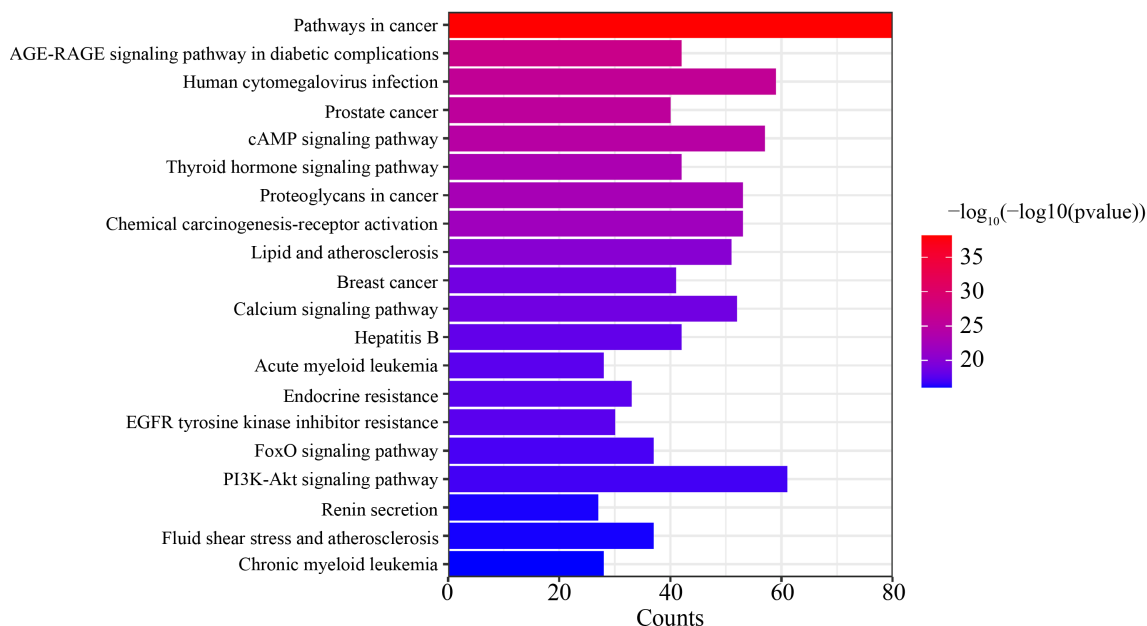 Pathways in cancer
AGE-RAGE signaling pathway in diabetic complications
Human cytomegalovirus infection
Prostate cancer
cAMP signaling pathway
Thyroid hormone signaling pathway
Proteoglycans in cancer
Chemical carcinogenesis-receptor activation
Lipid and atherosclerosis
Breast cancer
Calcium signaling pathway
Hepatitis B
Acute myeloid leukemia
Endocrine resistance
EGFR tyrosine kinase inhibitor resistance
FoxO signaling pathway
PI3K-Akt signaling pathway
Renin secretion
Fluid shear stress and atherosclerosis
Chronic myeloid leukemia
0 20 40 60 80
Counts
−log10(−log10(pvalue))
35
30
25
20